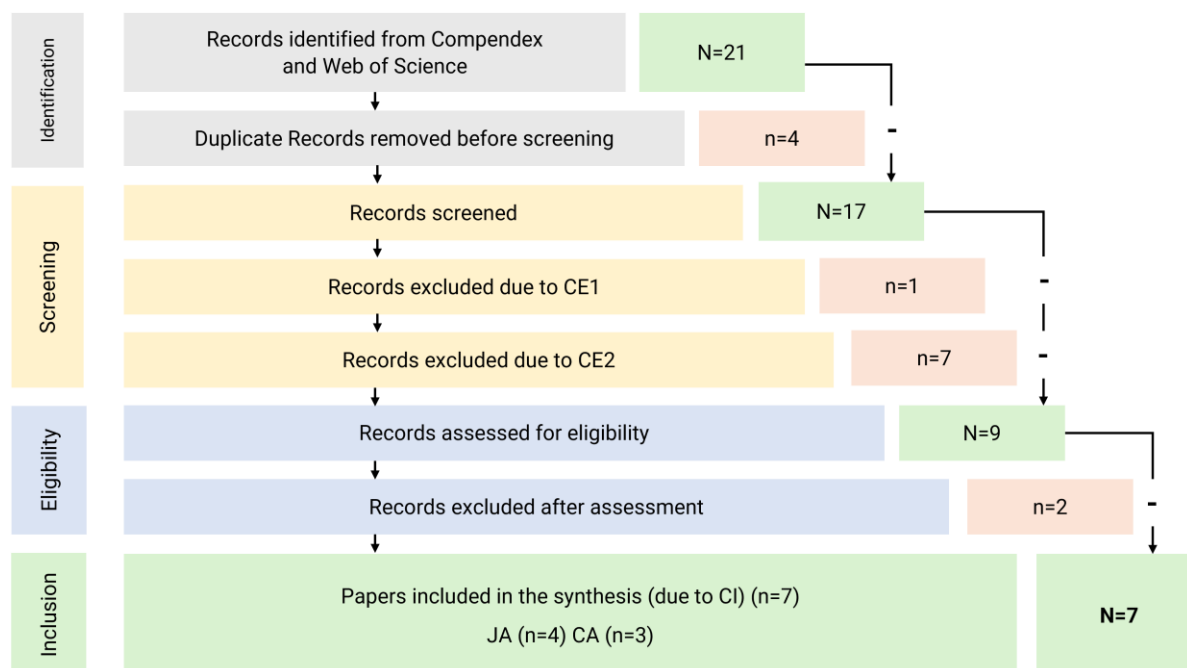 Identification
Records identified from Compendex
and Web of Science
N=21
Duplicate Records removed before screening
n=4
-
Screening
Records screened
N=17
Records excluded due to CE1
n=1
-
Records excluded due to CE2
n=7
-
Eligibility
Records assessed for eligibility
N=9
Records excluded after assessment
n=2
-
Inclusion
Papers included in the synthesis (due to CI) (n=7)
JA (n=4) CA (n=3)
N=7